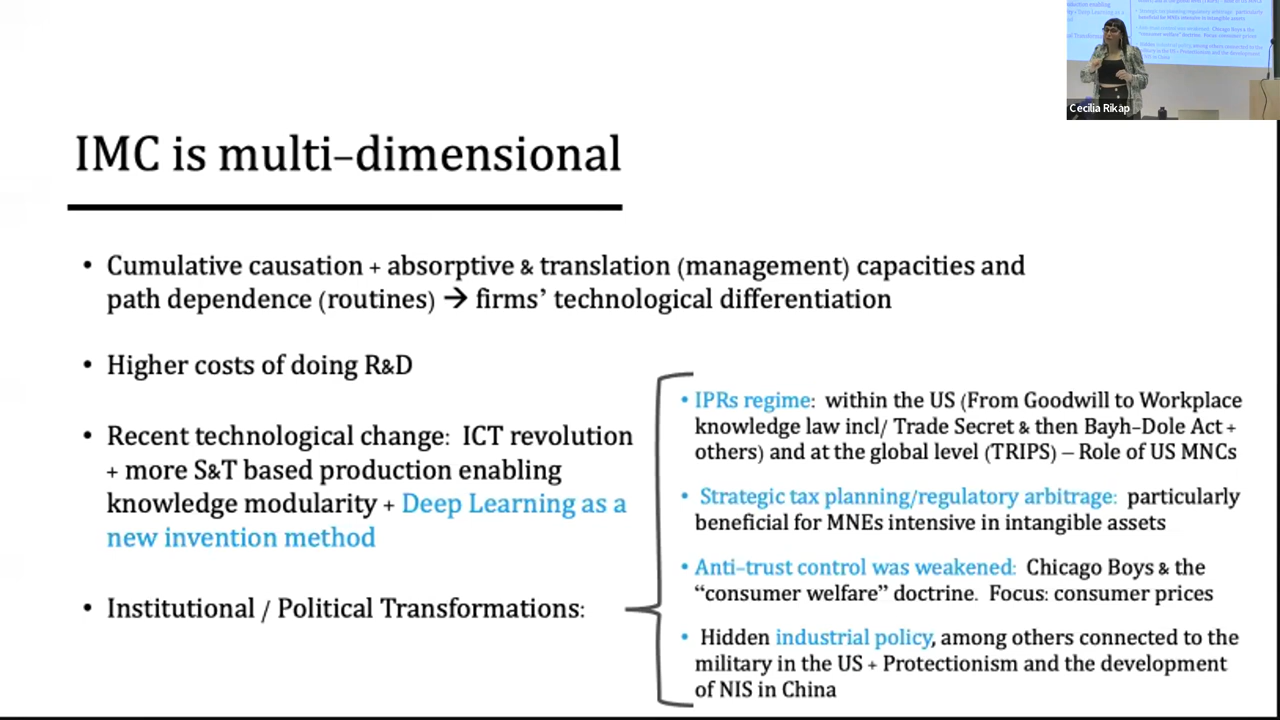 Cecilia Rikap
IMC is multi–dimensional
• Cumulative causation + absorptive & translation (management) capacities and
path dependence (routines) → firms’ technological differentiation
• Higher costs of doing R&D
• Recent technological change: ICT revolution
+ more S&T based production enabling
knowledge modularity + Deep Learning as a
new invention method
• Institutional / Political Transformations:
• IPRs regime: within the US (From Goodwill to Workplace
knowledge law incl/ Trade Secret & then Bayh–Dole Act +
others) and at the global level (TRIPS) – Role of US MNCs
• Strategic tax planning/regulatory arbitrage: particularly
beneficial for MNEs intensive in intangible assets
• Anti–trust control was weakened: Chicago Boys & the
“consumer welfare” doctrine. Focus: consumer prices
• Hidden industrial policy, among others connected to the
military in the US + Protectionism and the development
of NIS in China